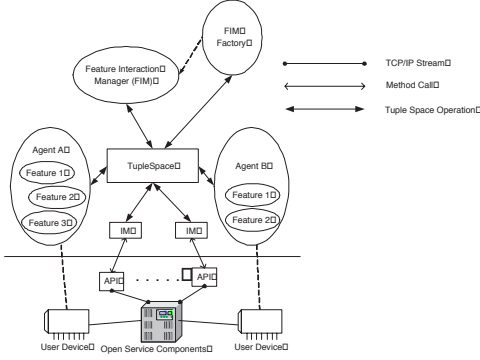 FIM
Factory
Feature Interaction
Manager (FIM)
TCP/IP Stream
Method Call
Tuple Space Operation
Agent A
Feature 1
Feature 2
Feature 3
TupleSpace
Agent B
Feature 1
Feature 2
IM
IM
API
. . . . .
API
User Device
Open Service Components
User Device